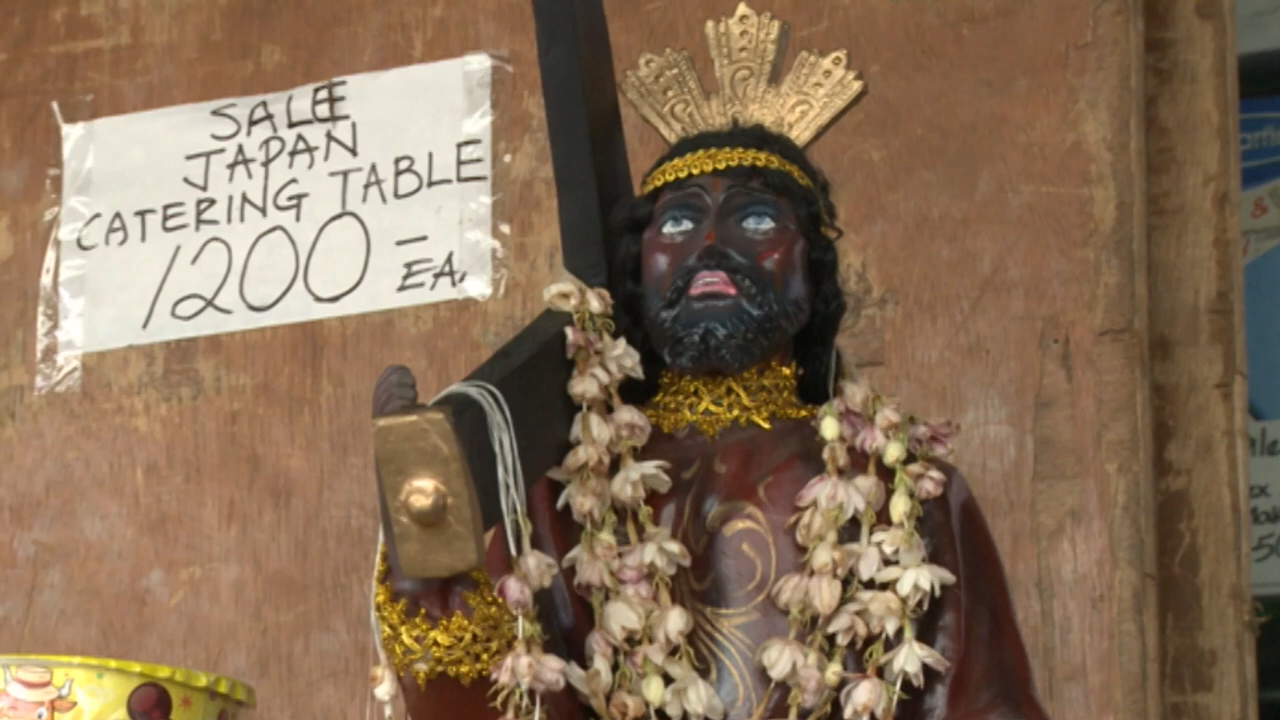 SALE
JAPAN
CATERING TABLE
1200 – EA.
&